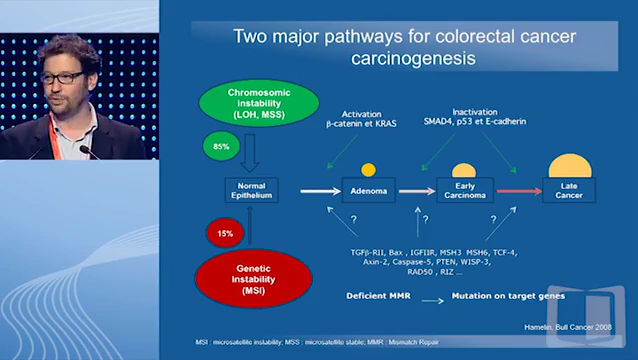 Two major pathways for colorectal cancer
carcinogenesis
Chromosomic
instability
(LOH, MSS)
Activation
β-catenin et KRAS
Inactivation
SMAD4, p53 et E-cadherin
85%
Normal
Epithelium
Adenoma
Early
Carcinoma
Late
Cancer
15%
?
?
?
Genetic
Instability
(MSI)
TGFβ-RII, Bax , IGFIIR, MSH3 MSH6, TCF-4,
Axin-2, Caspase-5, PTEN, WISP-3,
RAD50 , RIZ ...
Deficient MMR
Mutation on target genes
Hamelin, Bull Cancer 2008
MSI : microsatellite instability; MSS : microsatellite stable; MMR : Mismatch Repair